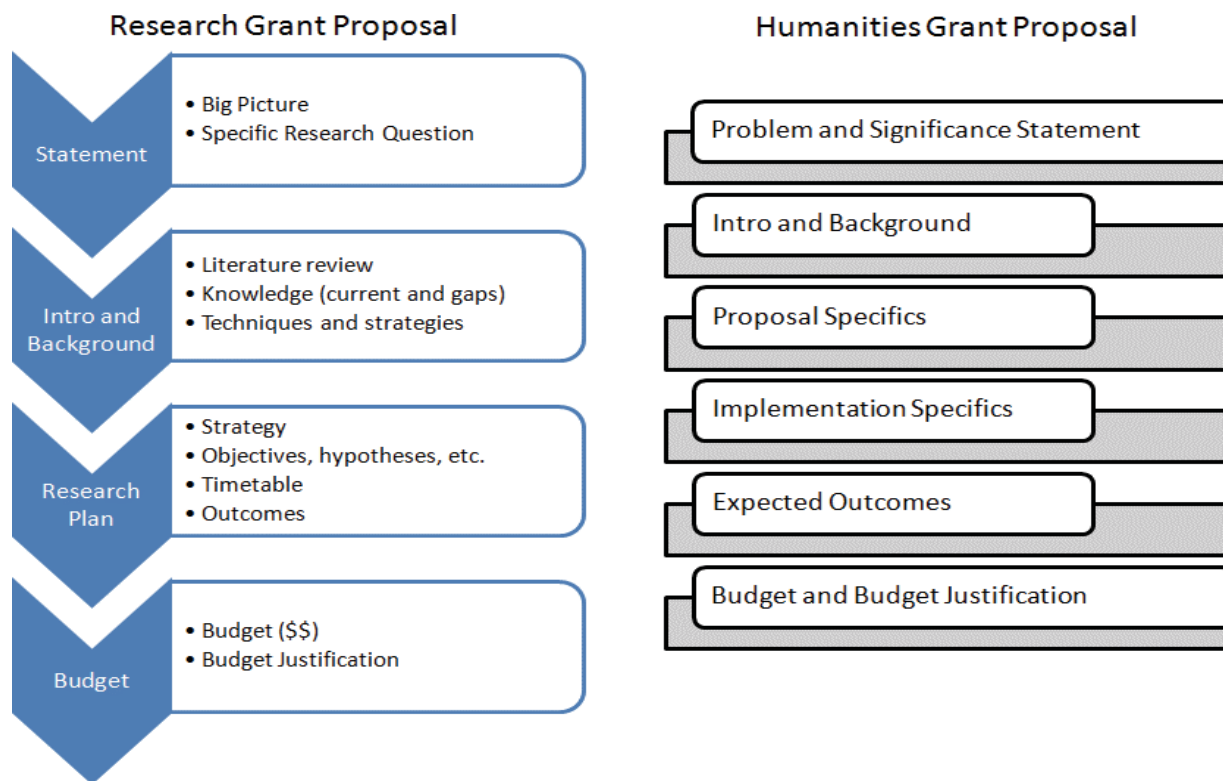 Research Grant Proposal
Statement
• Big Picture
• Specific Research Question
Intro and
Background
• Literature review
• Knowledge (current and gaps)
• Techniques and strategies
Research
Plan
• Strategy
• Objectives, hypotheses, etc.
• Timetable
• Outcomes
Budget
• Budget ($$)
• Budget Justification
Humanities Grant Proposal
Problem and Significance Statement
Intro and Background
Proposal Specifics
Implementation Specifics
Expected Outcomes
Budget and Budget Justification